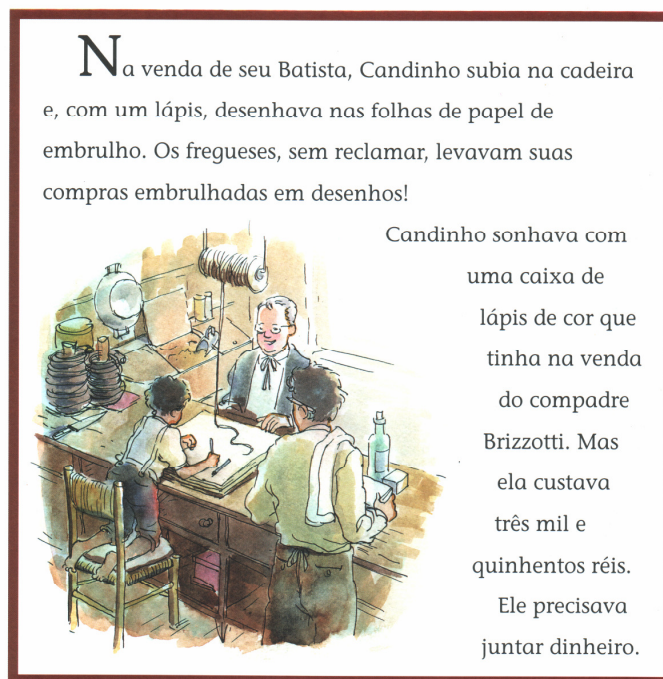 Na venda de seu Batista, Candinho subia na cadeira
e, com um lápis, desenhava nas folhas de papel de
embrulho. Os fregueses, sem reclamar, levavam suas
compras embrulhadas em desenhos!
Candinho sonhava com
uma caixa de
lápis de cor que
tinha na venda
do compadre
Brizzotti. Mas
ela custava
três mil e
quinhentos réis.
Ele precisava
juntar dinheiro.